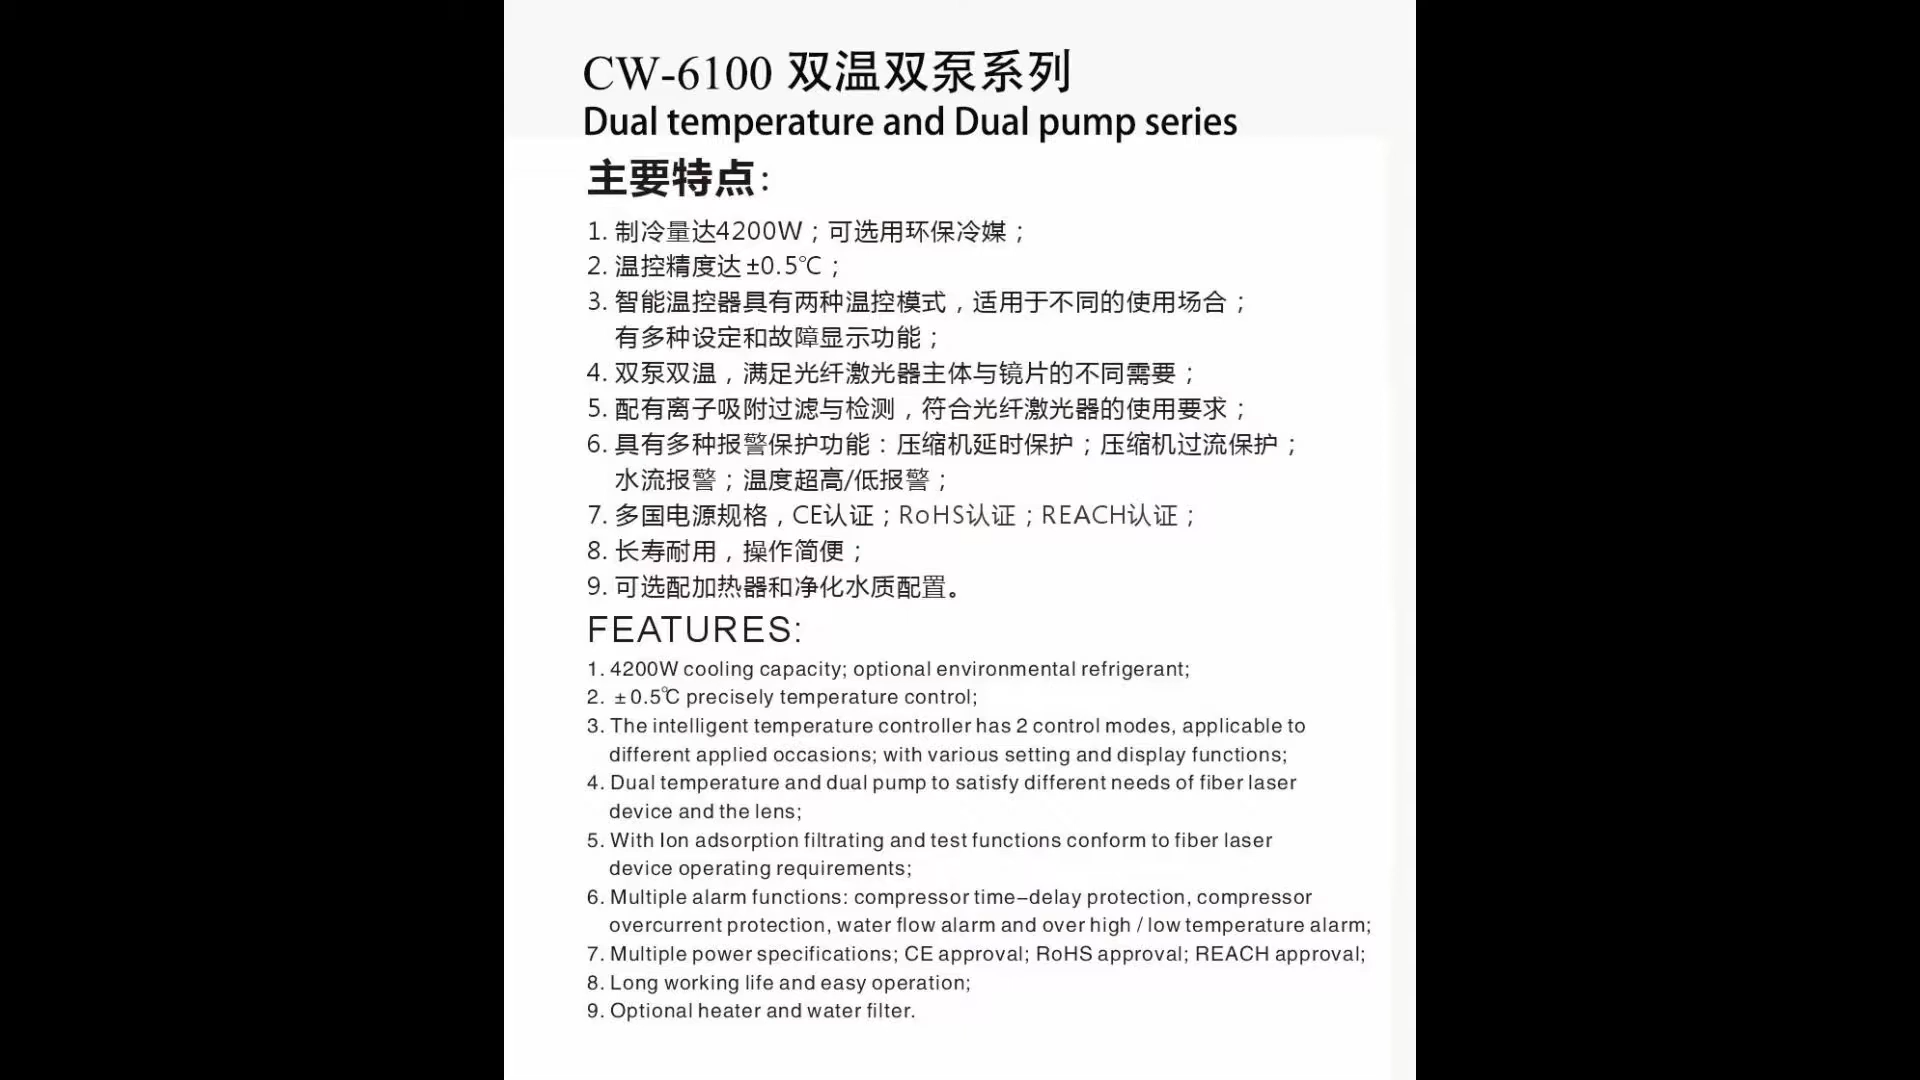 CW-6100 双温双泵系列
Dual temperature and Dual pump series
主要特点:
1. 制冷量达4200W；可选用环保冷媒；
2. 温控精度达±0.5℃；
3. 智能温控器具有两种温控模式，适用于不同的使用场合；
有多种设定和故障显示功能；
4. 双泵双温，满足光纤激光器主体与镜片的不同需要；
5. 配有离子吸附过滤与检测，符合光纤激光器的使用要求；
6. 具有多种报警保护功能：压缩机延时保护；压缩机过流保护；
水流报警；温度超高/低报警；
7. 多国电源规格，CE认证；RoHS认证；REACH认证；
8. 长寿耐用，操作简便；
9. 可选配加热器和净化水质配置。
FEATURES:
1. 4200W cooling capacity; optional environmental refrigerant;
2. ±0.5℃ precisely temperature control;
3. The intelligent temperature controller has 2 control modes, applicable to
different applied occasions; with various setting and display functions;
4. Dual temperature and dual pump to satisfy different needs of fiber laser
device and the lens;
5. With Ion adsorption filtrating and test functions conform to fiber laser
device operating requirements;
6. Multiple alarm functions: compressor time–delay protection, compressor
overcurrent protection, water flow alarm and over high / low temperature alarm;
7. Multiple power specifications; CE approval; RoHS approval; REACH approval;
8. Long working life and easy operation;
9. Optional heater and water filter.